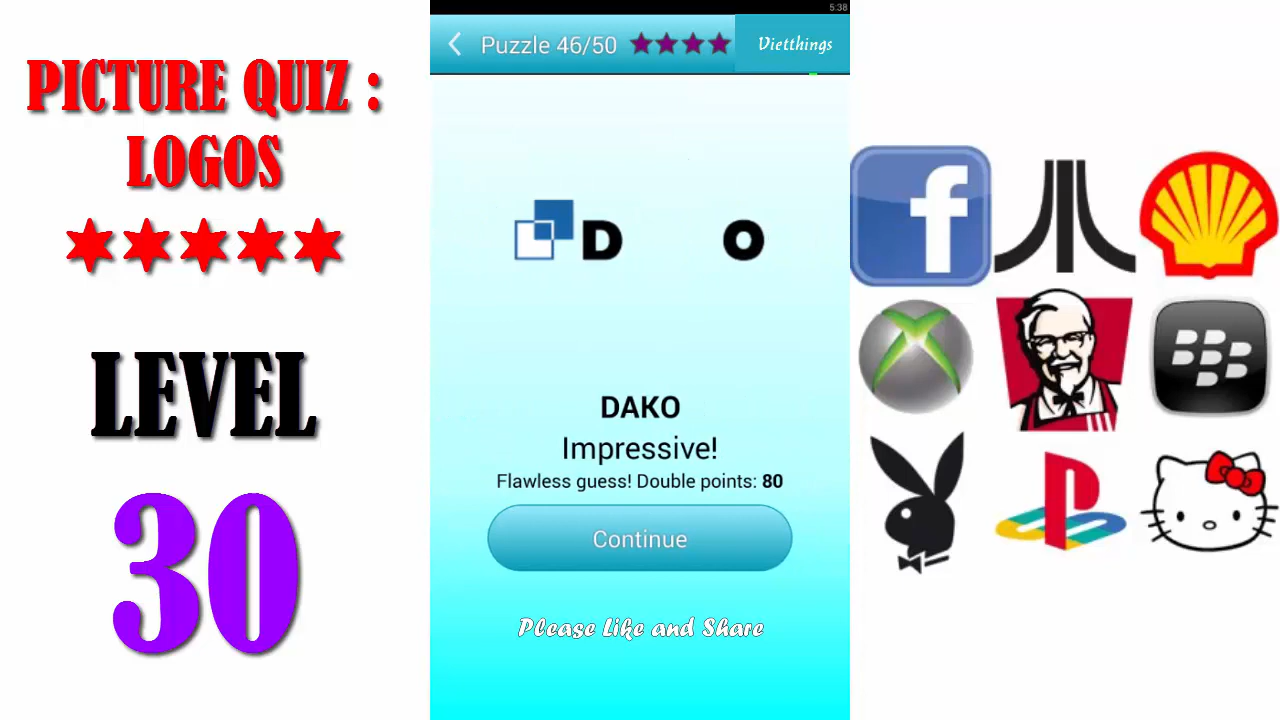 PICTURE QUIZ :
LOGOS
LEVEL
30
5:38
Puzzle 46/50
Vietthings
D O
DAKO
Impressive!
Flawless guess! Double points: 80
Continue
Please Like and Share
f